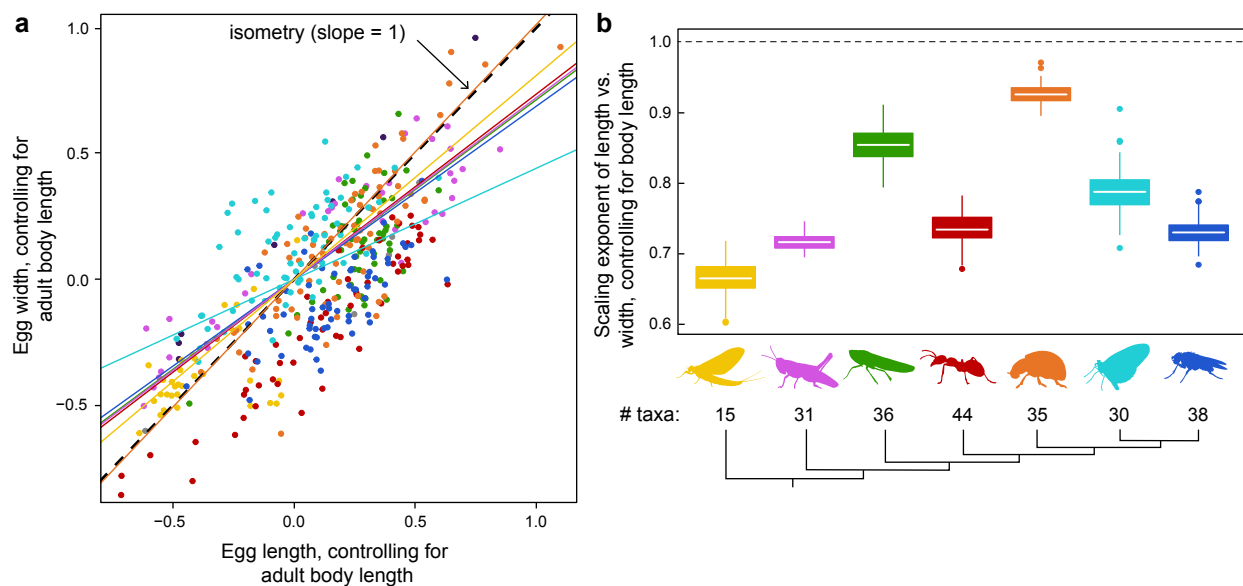 a
isometry (slope = 1)
1.0
0.5
0.0
−0.5
Egg width, controlling for
adult body length
−0.5
0.0
0.5
1.0
Egg length, controlling for
adult body length
b
Scaling exponent of length vs.
width, controlling for body length
1.0
0.9
0.8
0.7
0.6
# taxa: 15 31 36 44 35 30 38